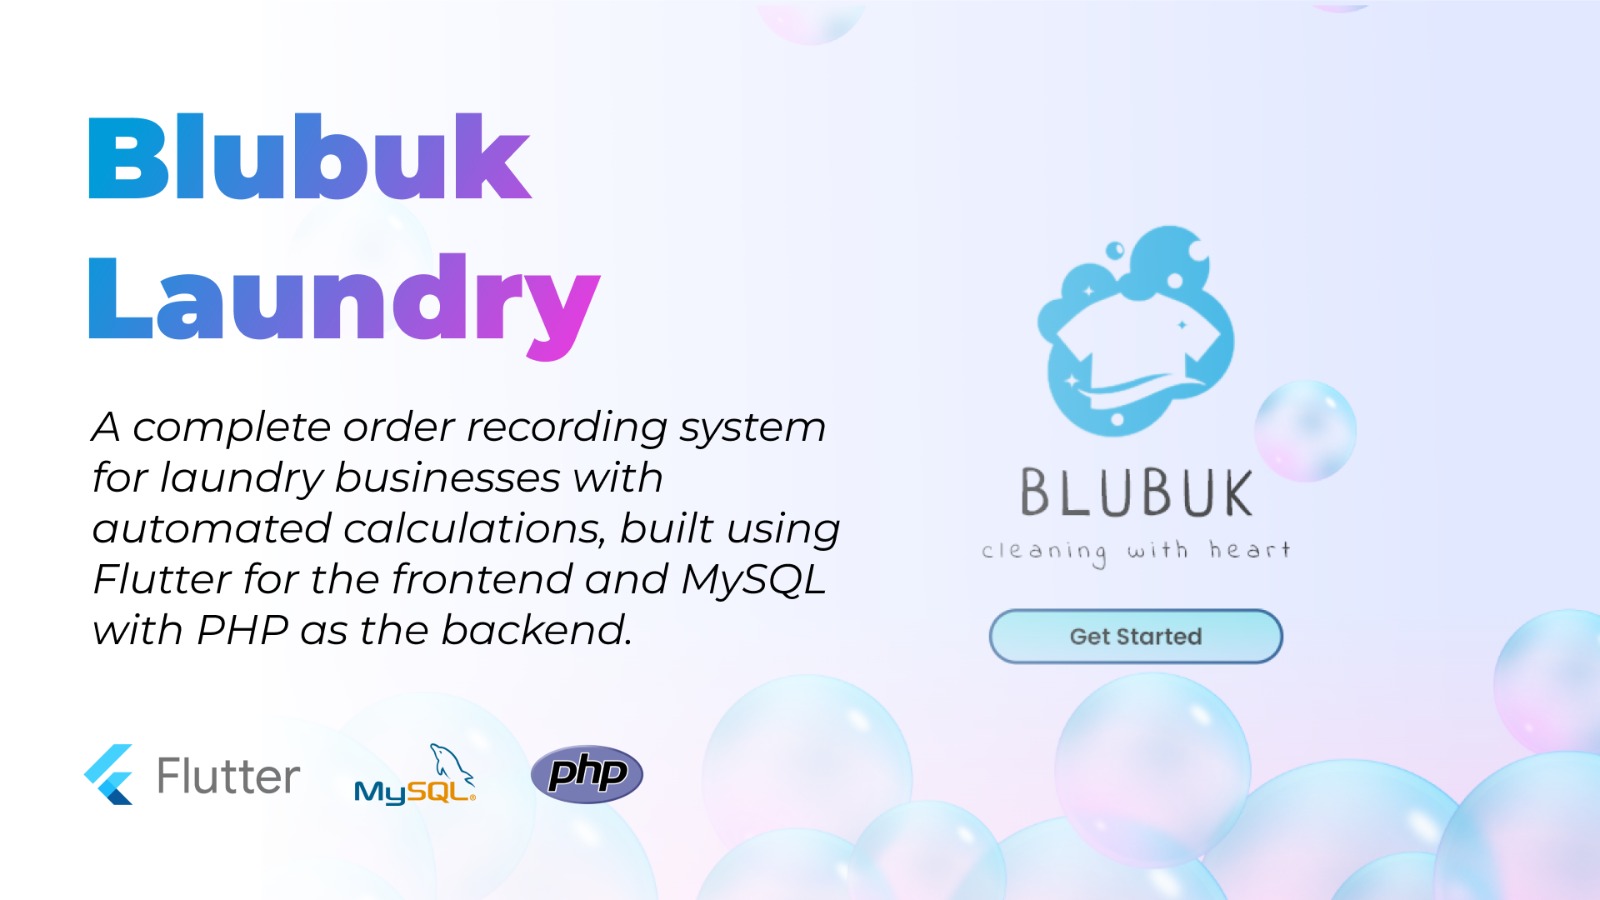 Blubuk
Laundry
A complete order recording system
for laundry businesses with
automated calculations, built using
Flutter for the frontend and MySQL
with PHP as the backend.
Flutter
MySQL®
php
BLUBUK
cleaning with heart
Get Started